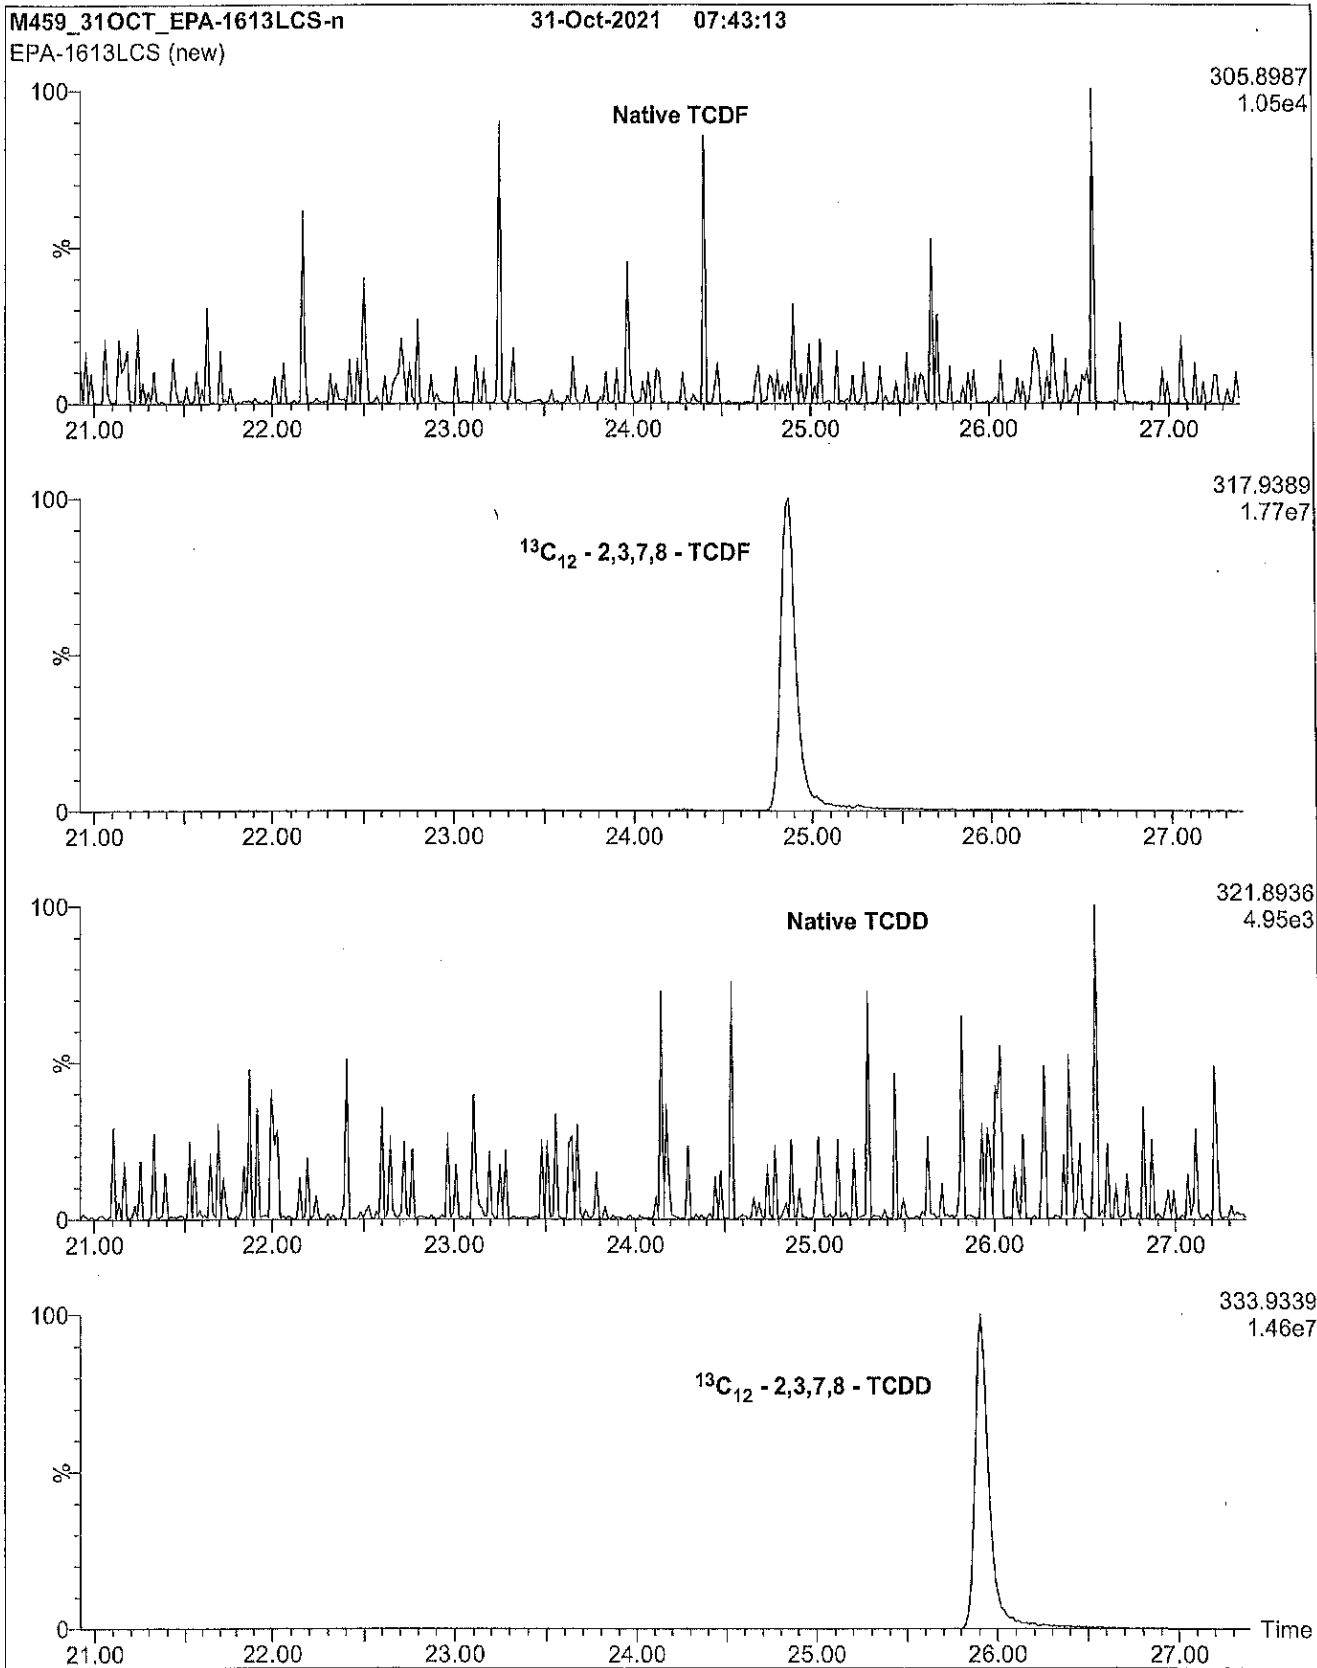 M459_31OCT_EPA-1613LCS-n 31-Oct-2021 07:43:13
EPA-1613LCS (new)
305.8987
1.05e4
100
Native TCDF
%
0
21.00 22.00 23.00 24.00 25.00 26.00 27.00
317.9389
1.77e7
100
¹³C₁₂ - 2,3,7,8 - TCDF
%
0
21.00 22.00 23.00 24.00 25.00 26.00 27.00
321.8936
4.95e3
100
Native TCDD
%
0
21.00 22.00 23.00 24.00 25.00 26.00 27.00
333.9339
1.46e7
100
¹³C₁₂ - 2,3,7,8 - TCDD
%
0
Time
21.00 22.00 23.00 24.00 25.00 26.00 27.00